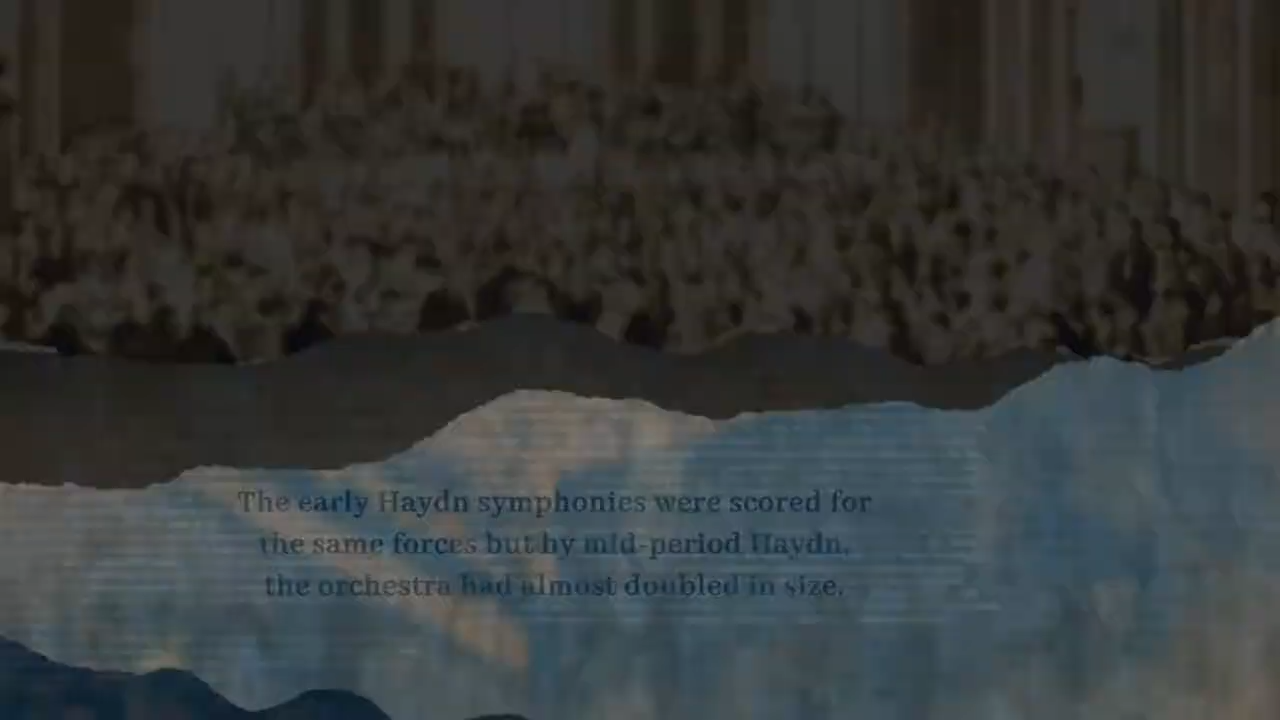 The early Haydn symphonies were scored for
the same forces but by mid-period Haydn,
the orchestra had almost doubled in size.